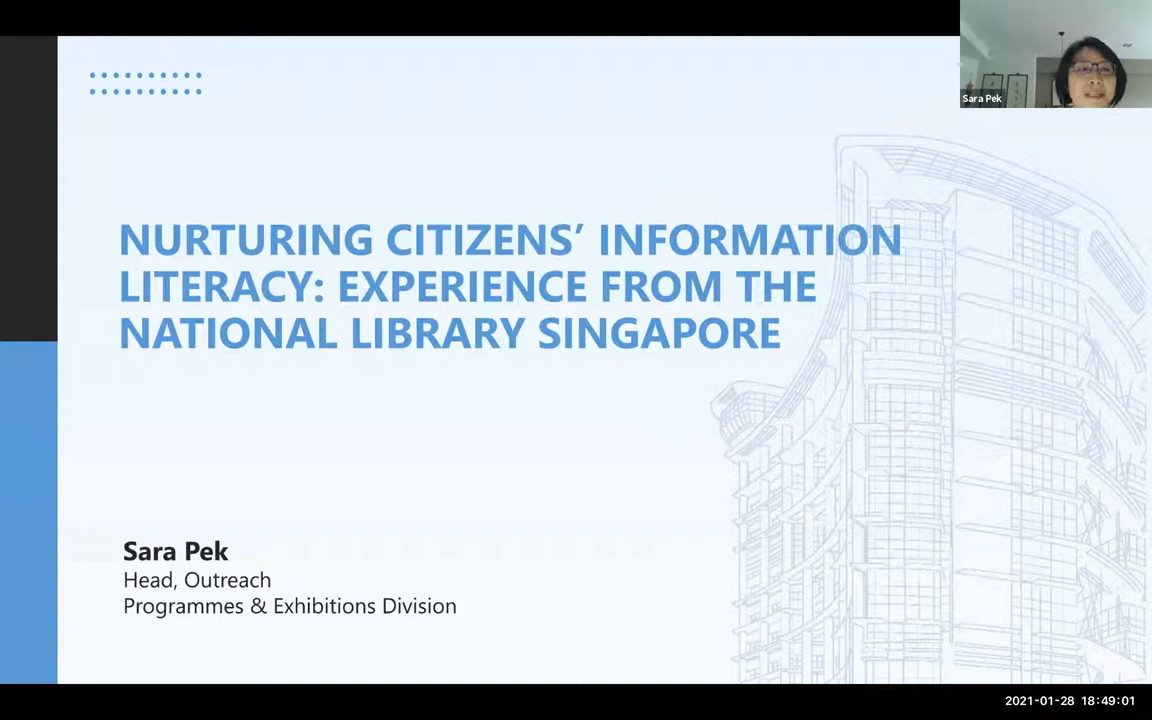 Sara Pek
NURTURING CITIZENS’ INFORMATION
LITERACY: EXPERIENCE FROM THE
NATIONAL LIBRARY SINGAPORE
Sara Pek
Head, Outreach
Programmes & Exhibitions Division
2021-01-28 18:49:01